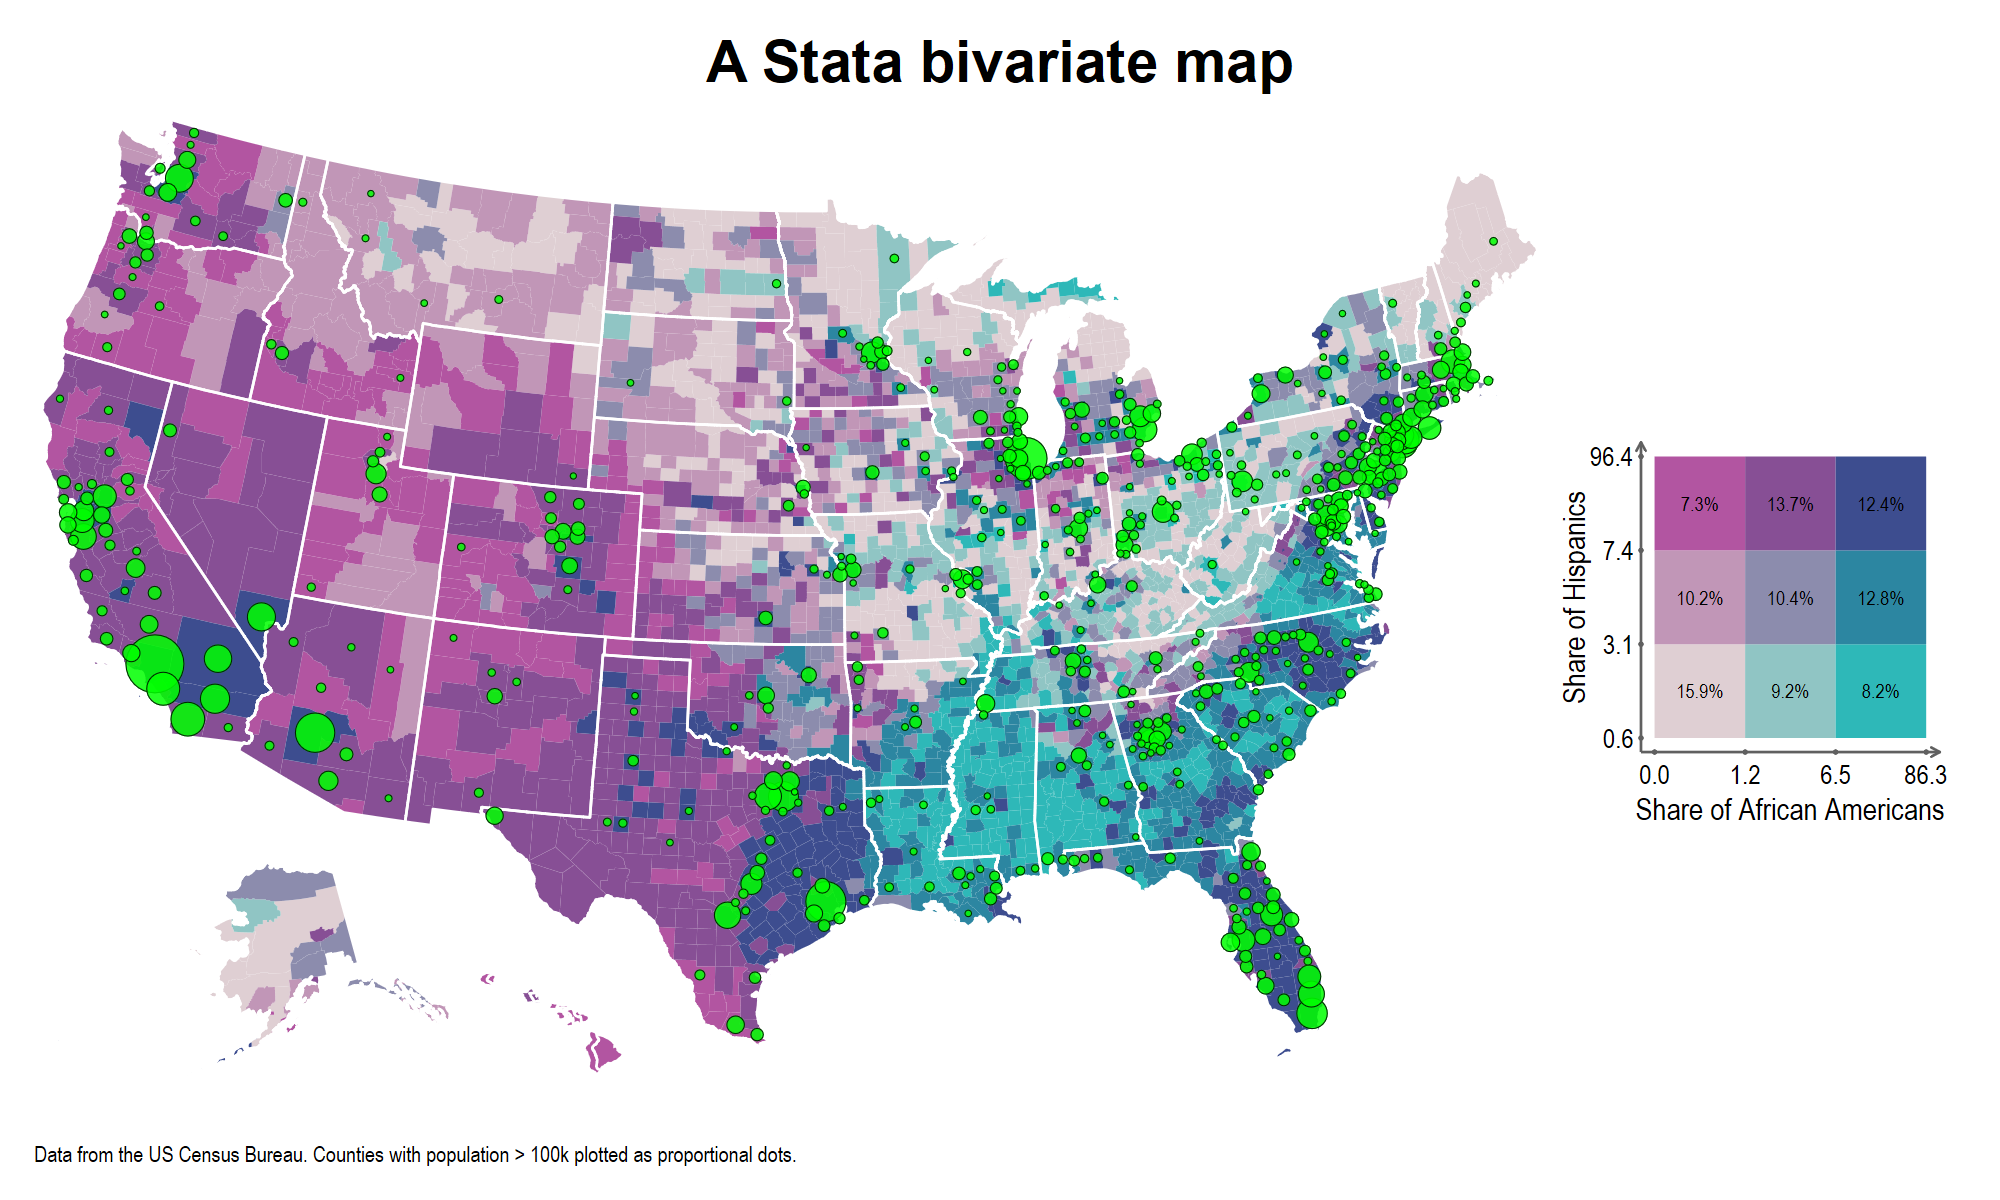 A Stata bivariate map
96.4
7.4
3.1
0.6
Share of Hispanics
7.3% 13.7% 12.4%
10.2% 10.4% 12.8%
15.9% 9.2% 8.2%
0.0 1.2 6.5 86.3
Share of African Americans
Data from the US Census Bureau. Counties with population > 100k plotted as proportional dots.